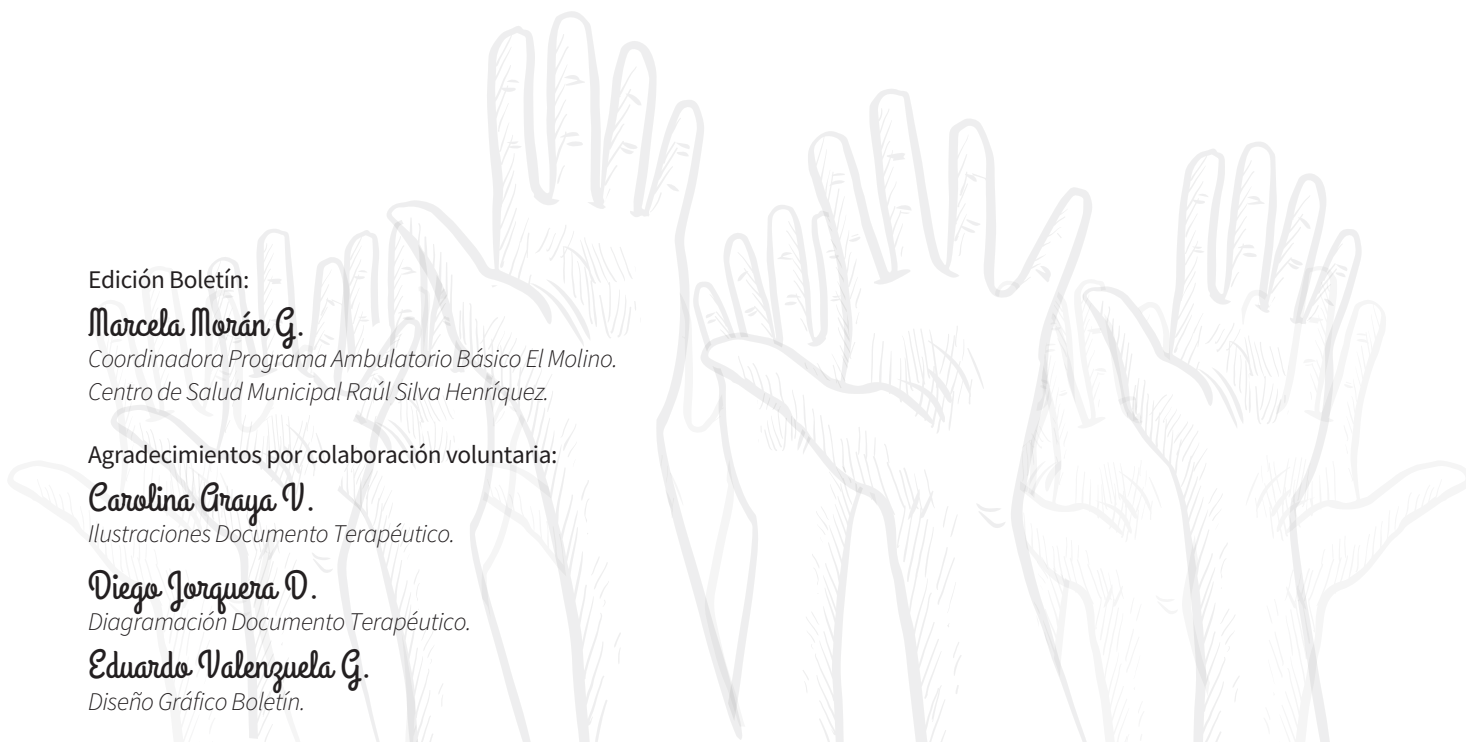 Edición Boletín:
Marcela Morán G.
Coordinadora Programa Ambulatorio Básico El Molino.
Centro de Salud Municipal Raúl Silva Henríquez.
Agradecimientos por colaboración voluntaria:
Carolina Araya V.
Ilustraciones Documento Terapéutico.
Diego Jorquera D.
Diagramación Documento Terapéutico.
Eduardo Valenzuela G.
Diseño Gráfico Boletín.